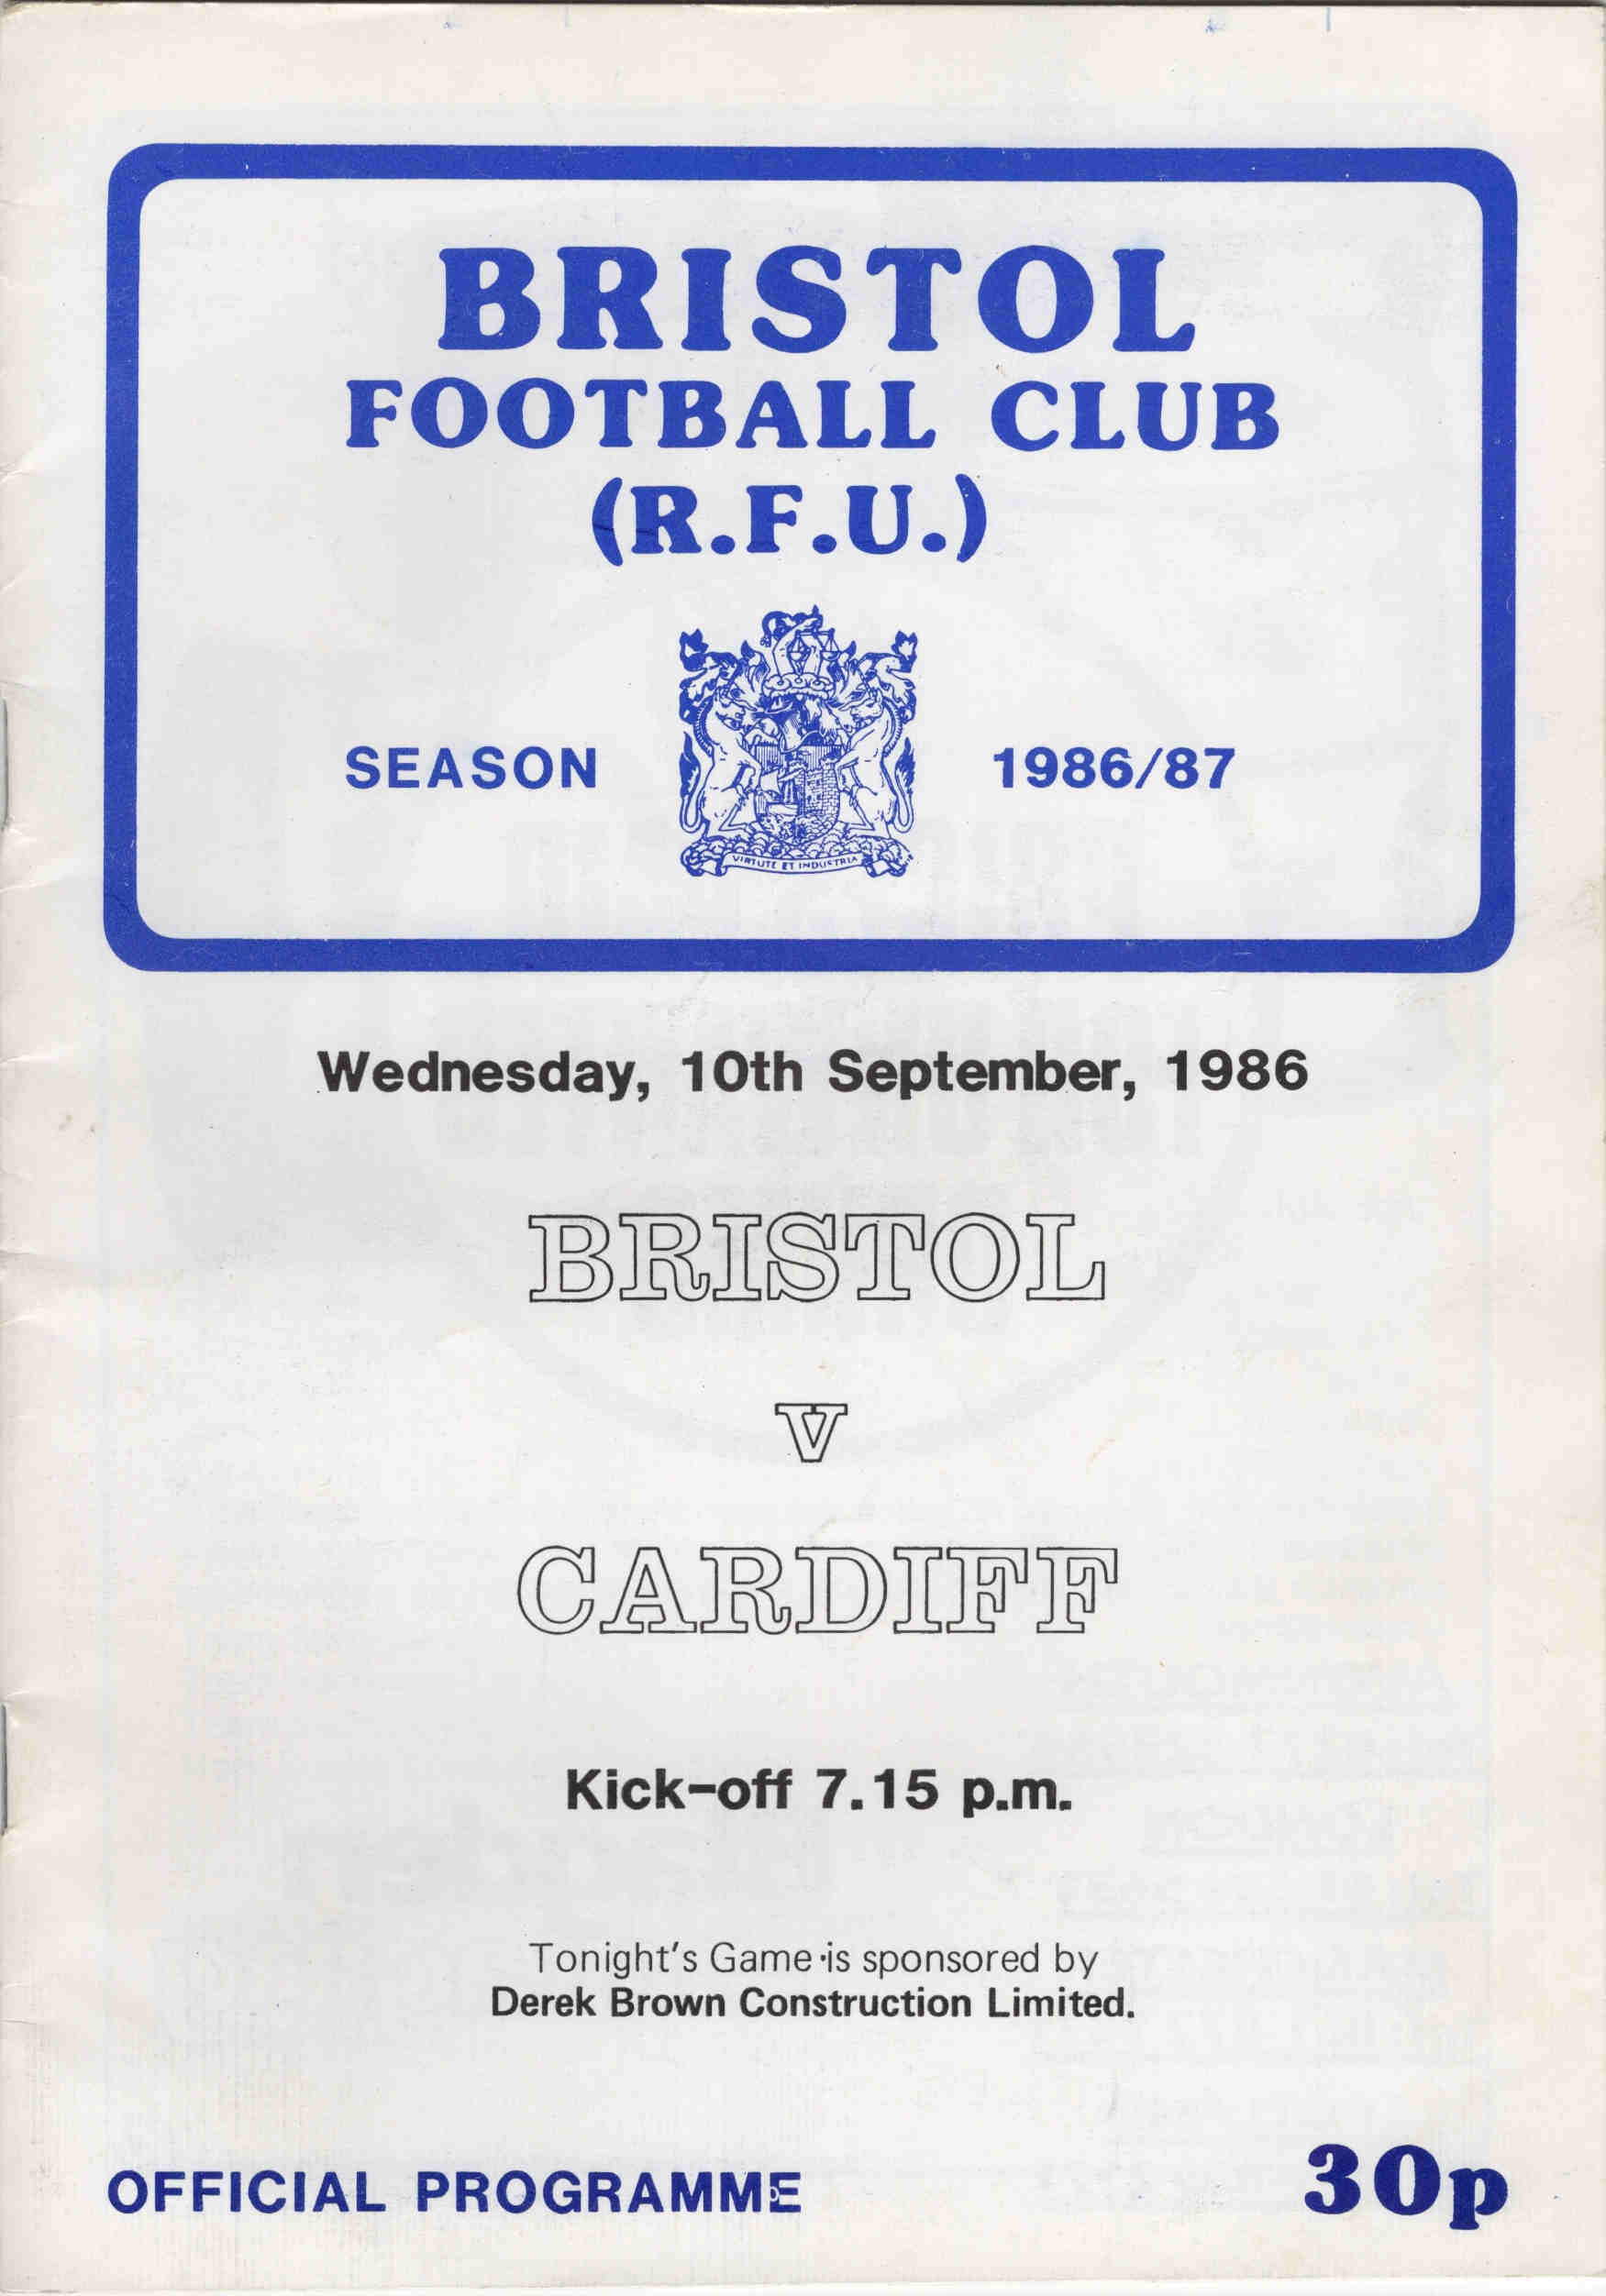 BRISTOL
FOOTBALL CLUB
(R.F.U.)
SEASON 1986/87
VIRTUTE ET INDUSTRIA
Wednesday, 10th September, 1986
BRISTOL
V
CARDIFF
Kick-off 7.15 p.m.
Tonight's Game is sponsored by
Derek Brown Construction Limited.
OFFICIAL PROGRAMME 30p